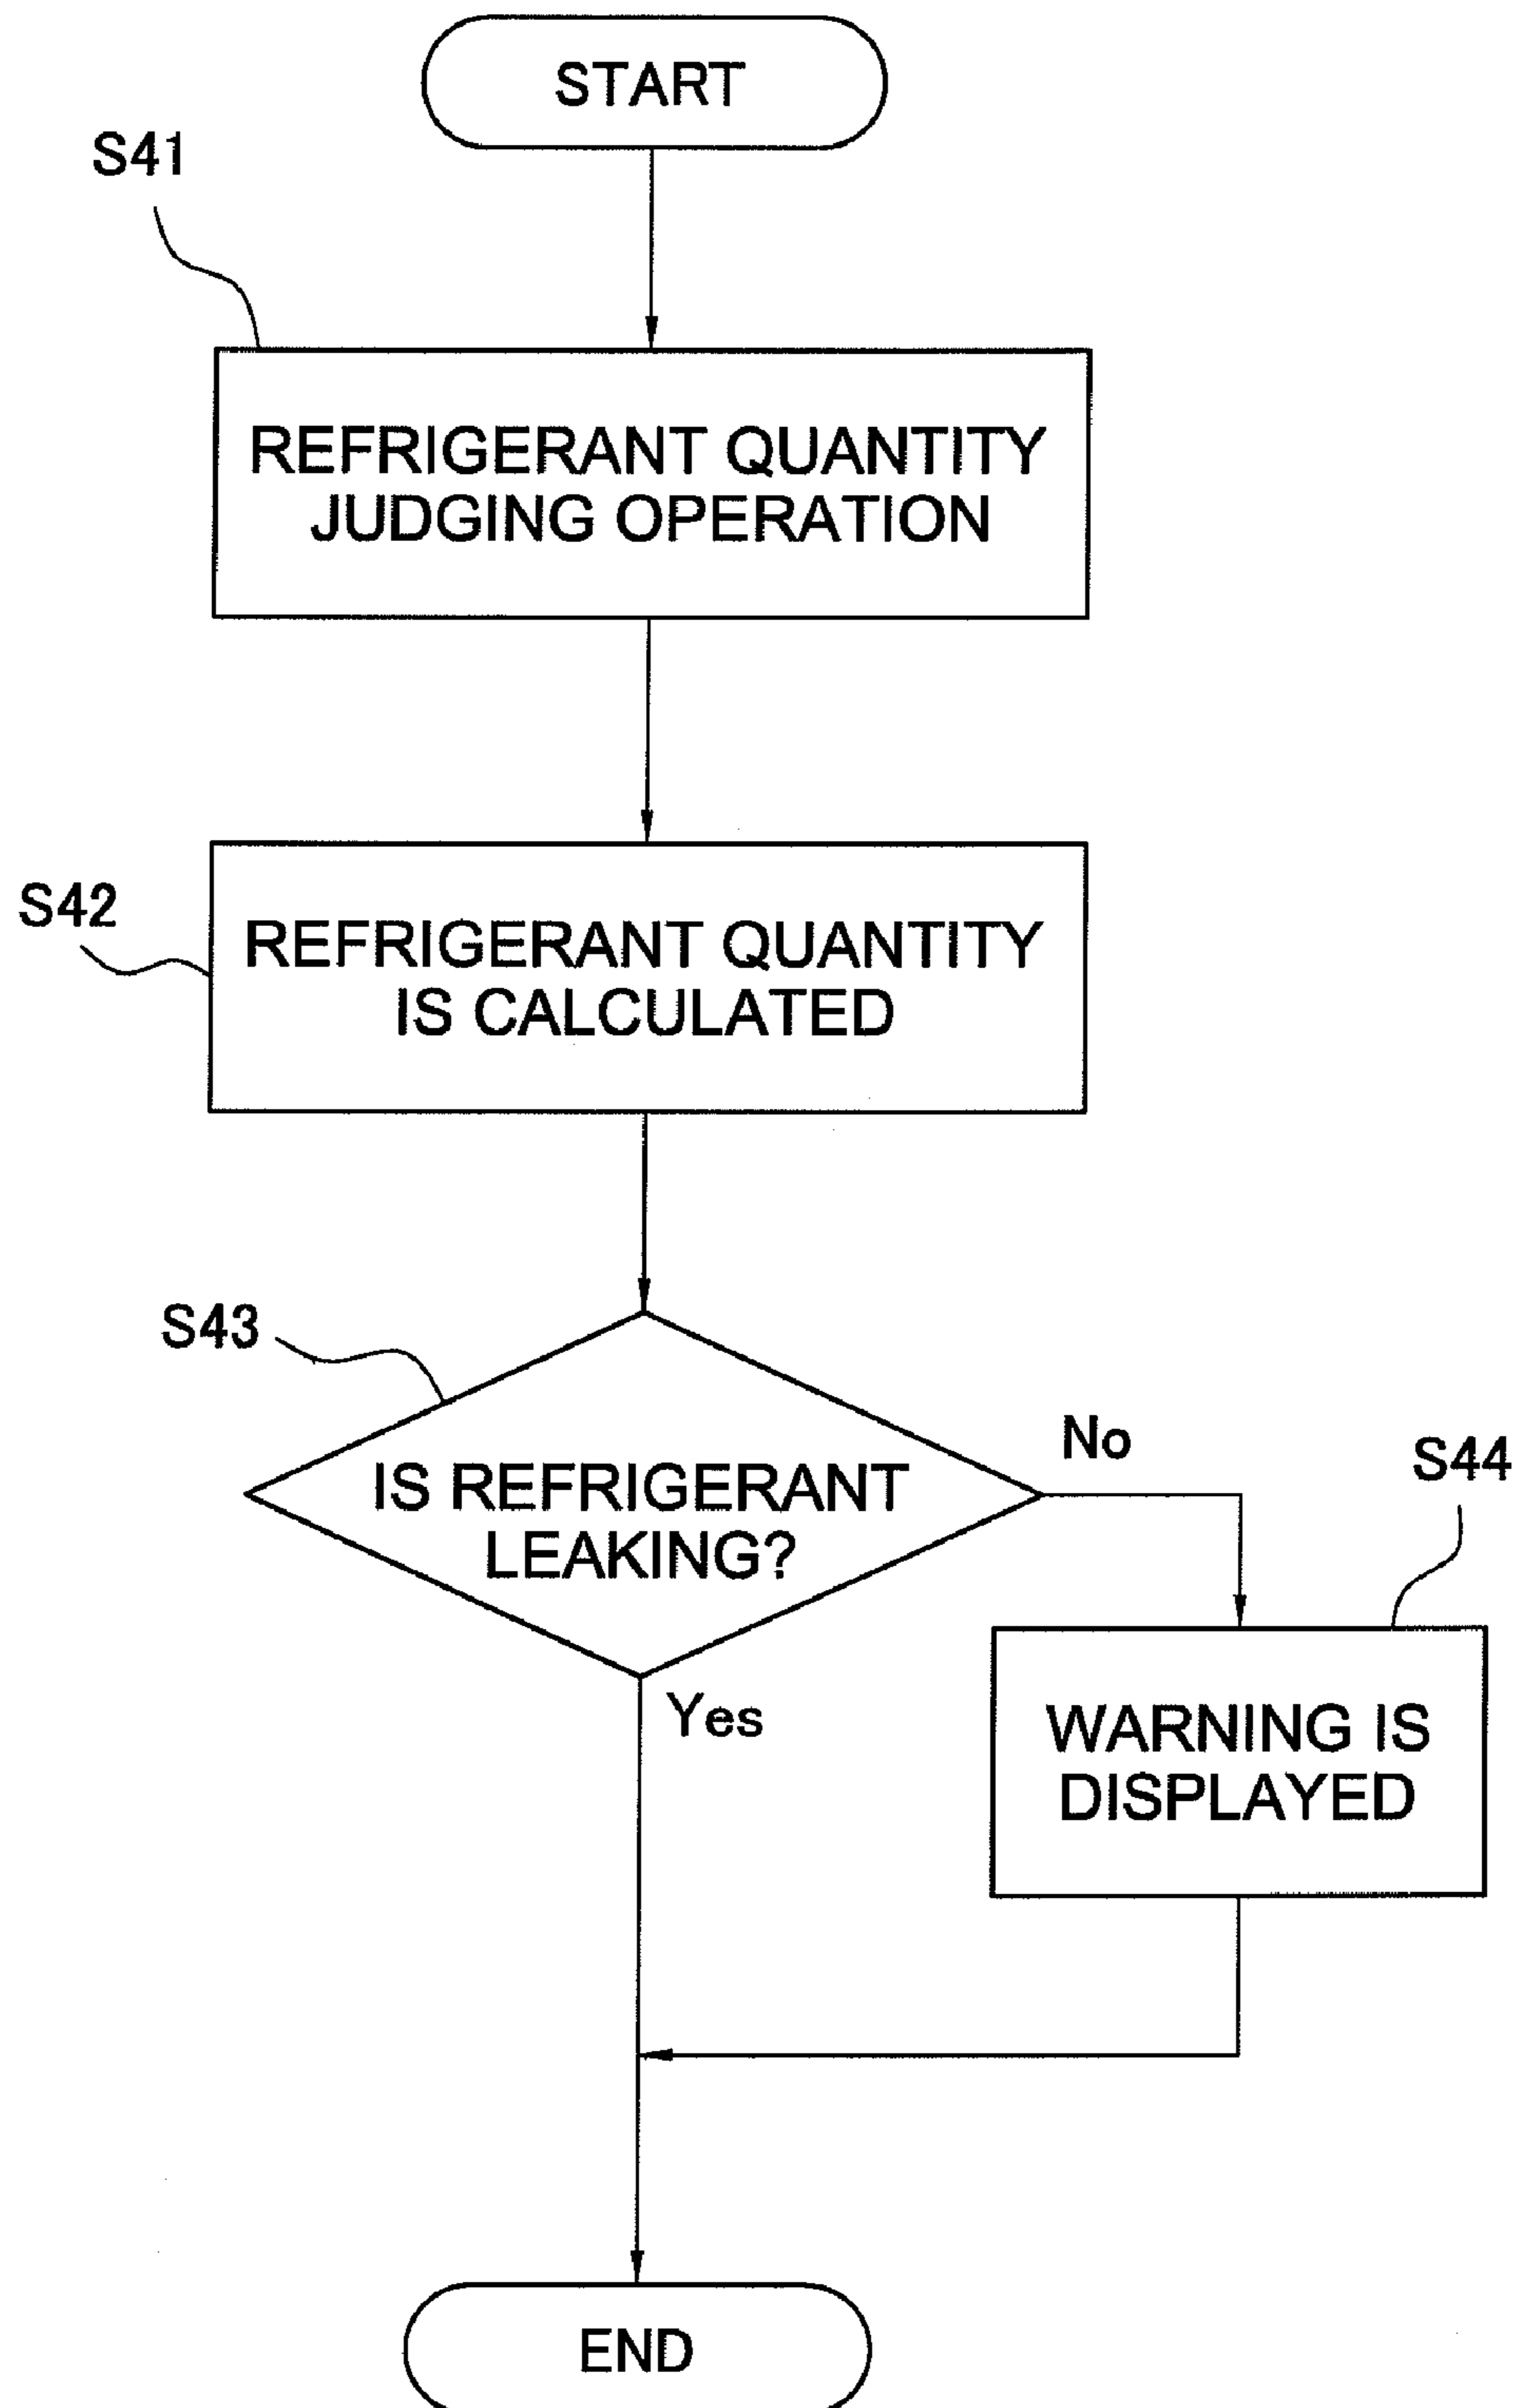 START
S41
REFRIGERANT QUANTITY
JUDGING OPERATION
S42
REFRIGERANT QUANTITY
IS CALCULATED
S43
IS REFRIGERANT
LEAKING?
No
S44
Yes
WARNING IS
DISPLAYED
END